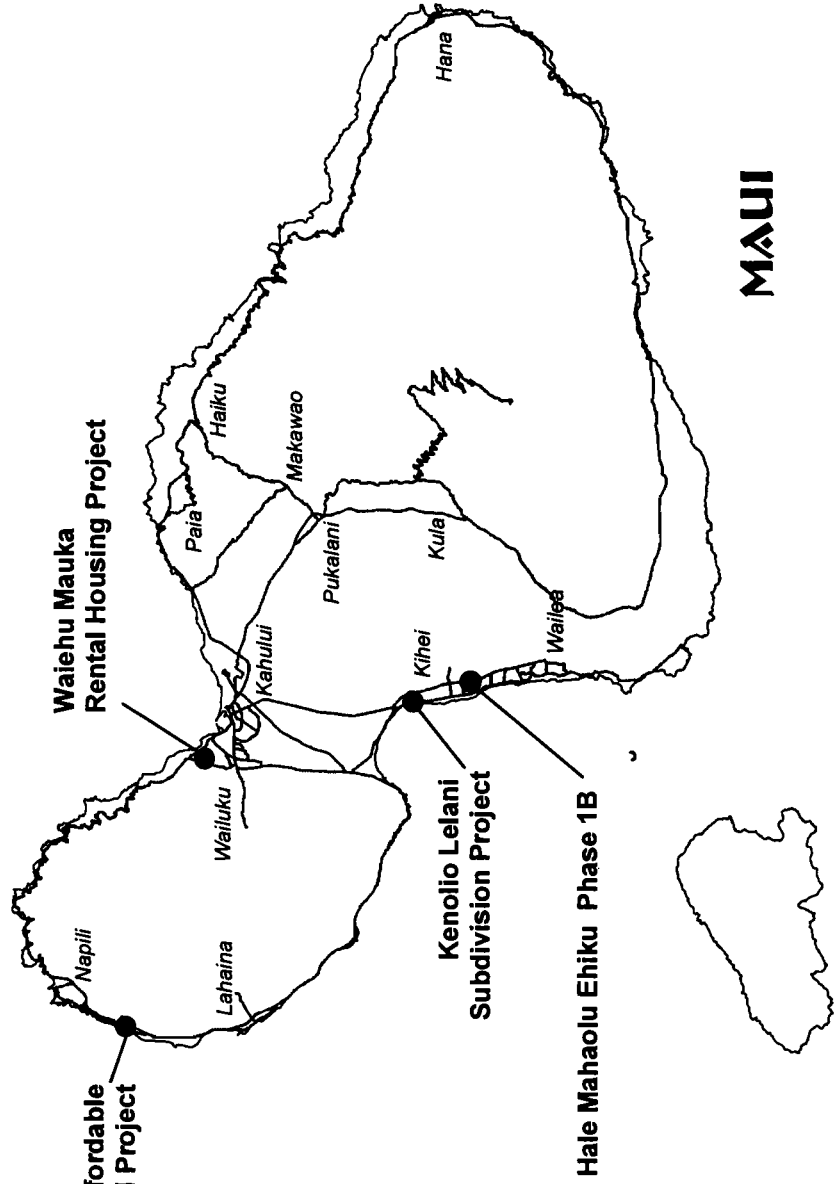 Waiehu Mauka
Rental Housing Project
fordable
Project
Napili
Lahaina
Wailuku
Kahului
Paia
Haiku
Makawao
Pukalani
Kula
Kihei
Wailea
Hana
Kenolio Lelani
Subdivision Project
Hale Mahaolu Ehiku Phase 1B
MAUI